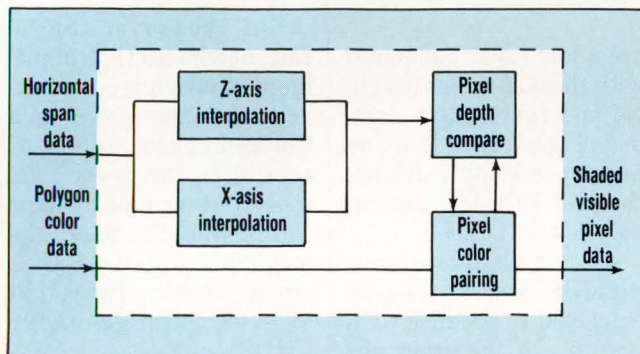 Horizontal
span
data
Polygon
color
data
Z-axis
interpolation
X-asis
interpolation
Pixel
depth
compare
Pixel
color
pairing
Shaded
visible
pixel
data